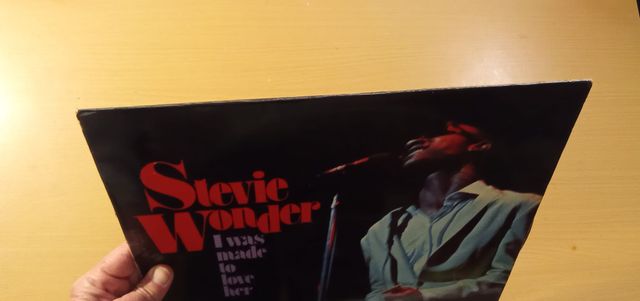 Stevie
Wonder
I was
made
to
love
her